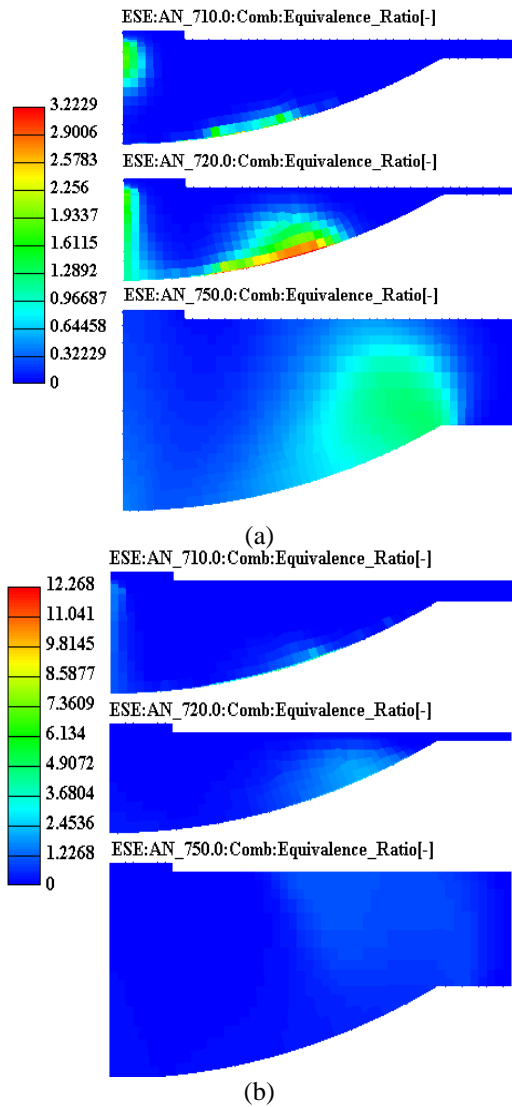 ESE:AN_710.0:Comb:Equivalence_Ratio[-]
3.2229
2.9006
2.5783
2.256
1.9337
1.6115
1.2892
0.96687
0.64458
0.32229
0
ESE:AN_720.0:Comb:Equivalence_Ratio[-]
ESE:AN_750.0:Comb:Equivalence_Ratio[-]
(a)
ESE:AN_710.0:Comb:Equivalence_Ratio[-]
12.268
11.041
9.8145
8.5877
7.3609
6.134
4.9072
3.6804
2.4536
1.2268
0
ESE:AN_720.0:Comb:Equivalence_Ratio[-]
ESE:AN_750.0:Comb:Equivalence_Ratio[-]
(b)